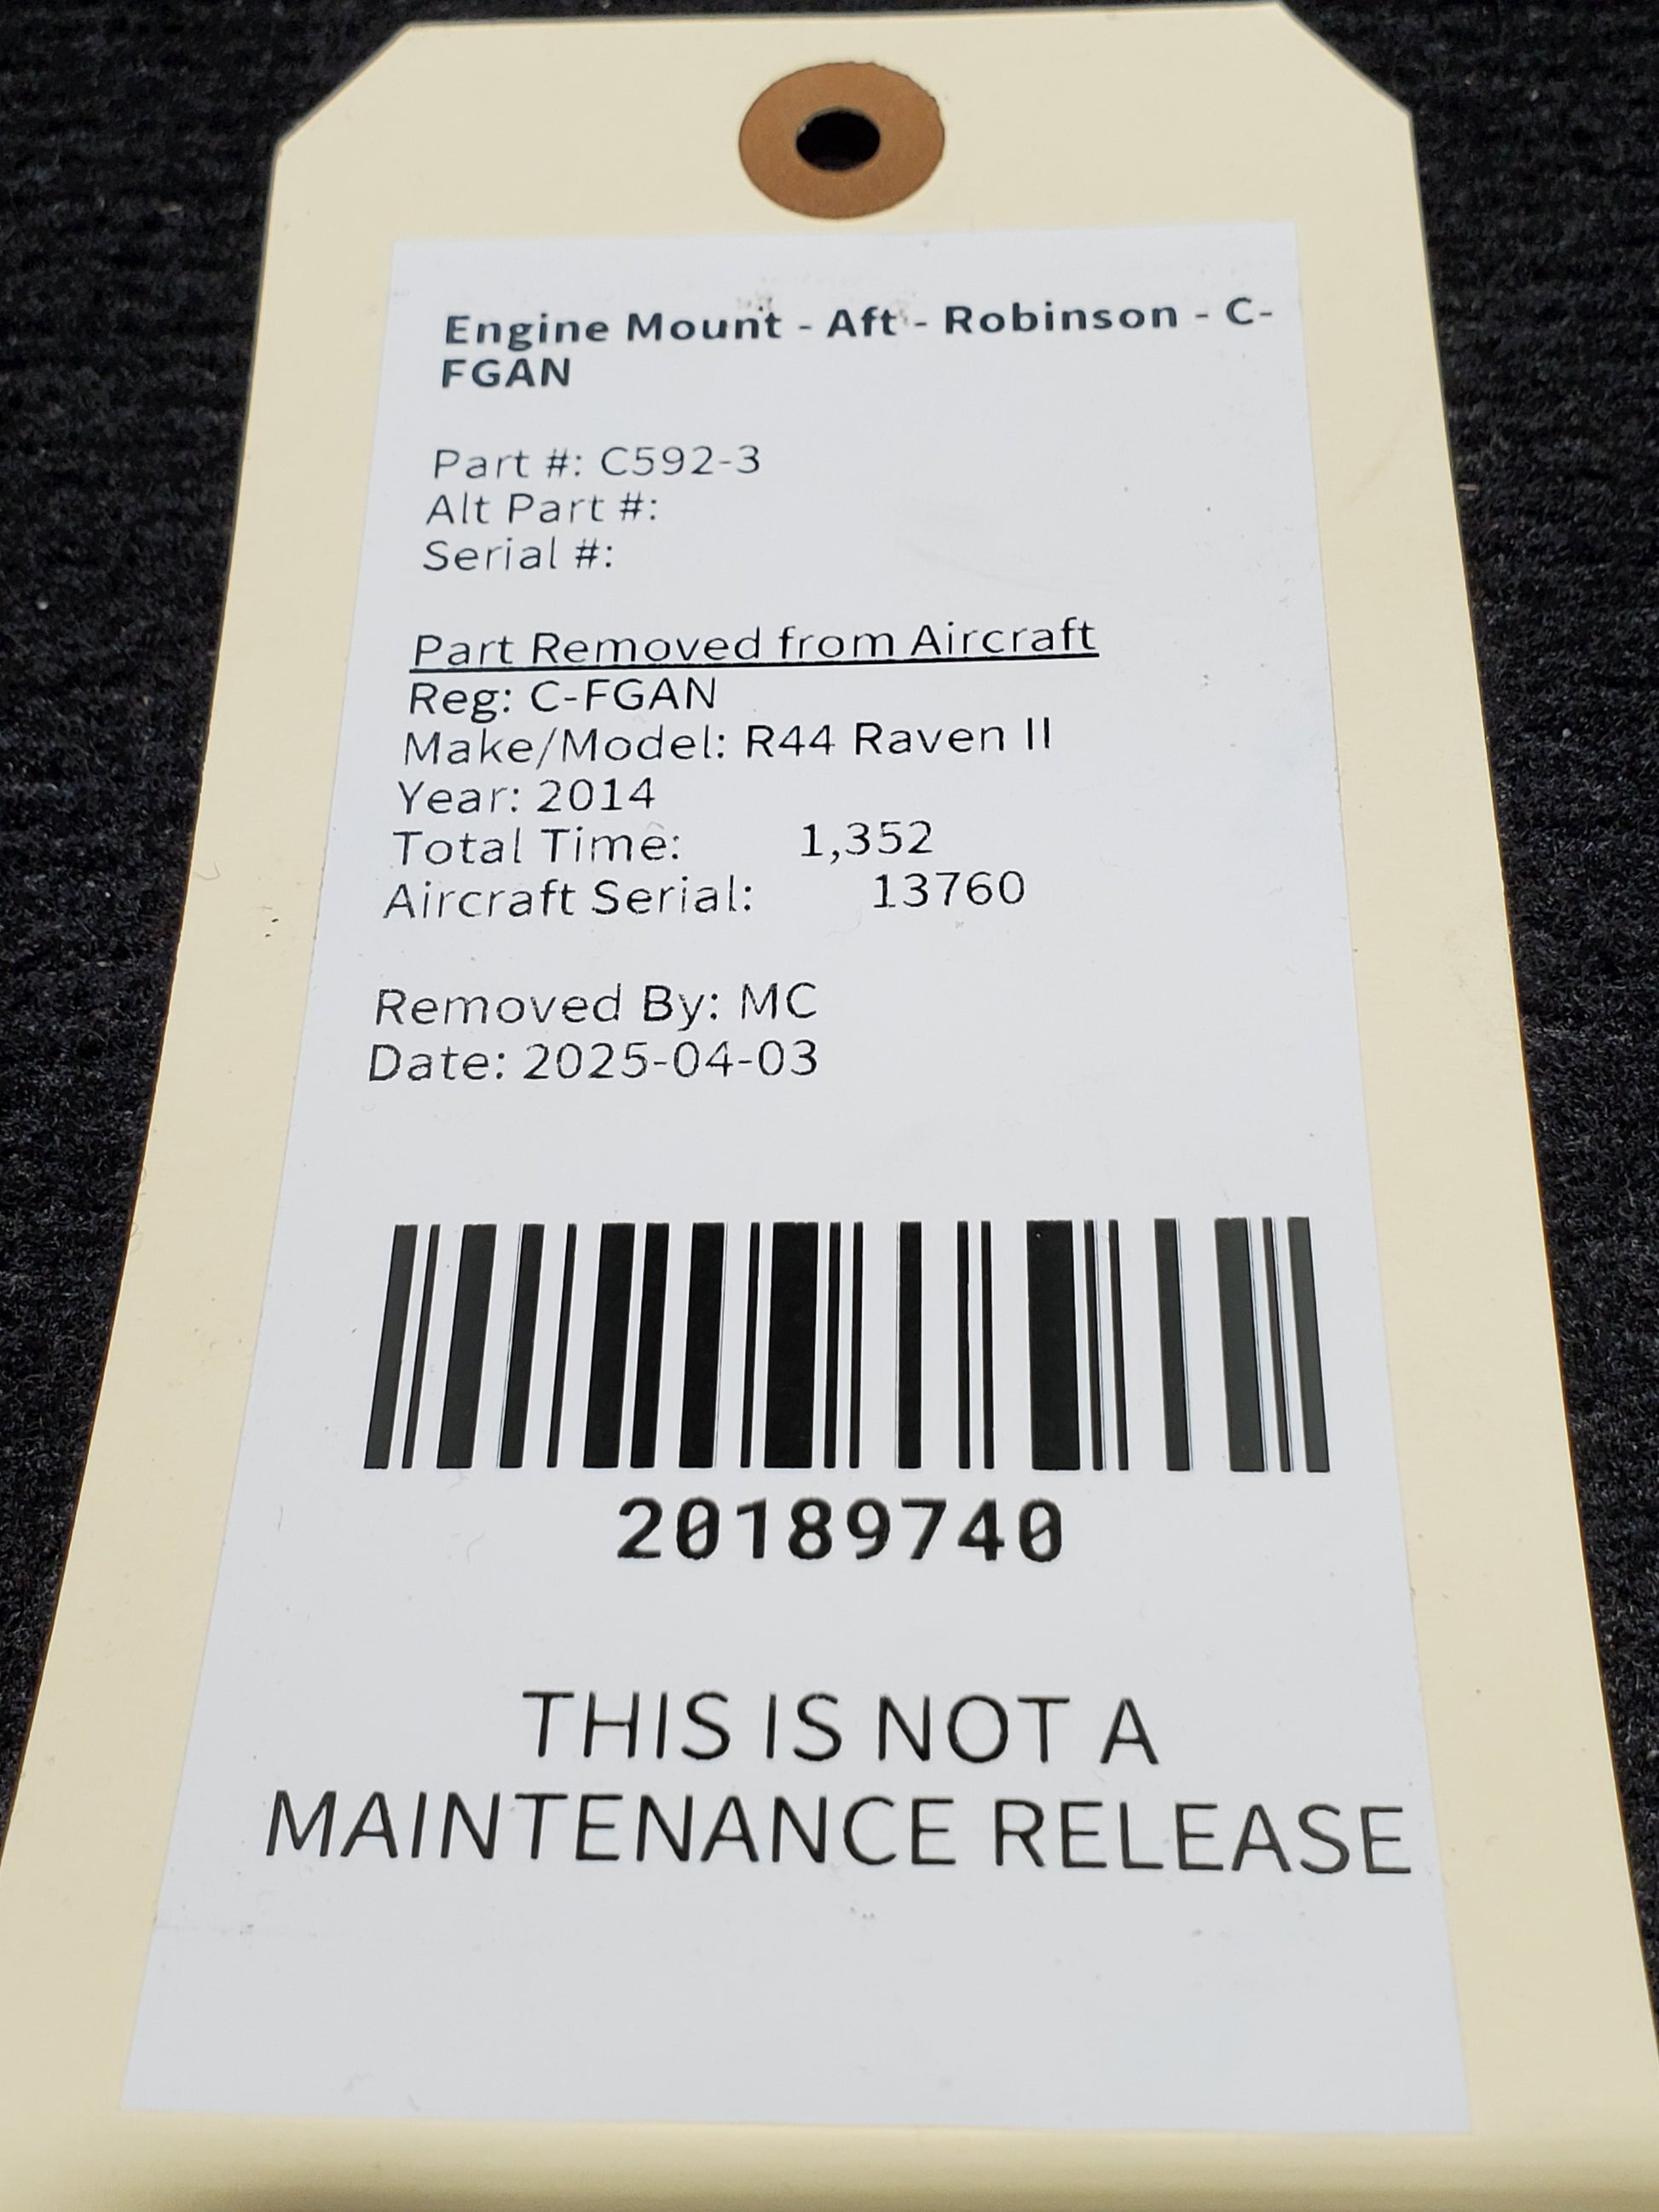 Engine Mount - Aft - Robinson - C-
FGAN
Part #: C592-3
Alt Part #:
Serial #:
Part Removed from Aircraft
Reg: C-FGAN
Make/Model: R44 Raven II
Year: 2014
Total Time: 1,352
Aircraft Serial: 13760
Removed By: MC
Date: 2025-04-03
20189740
THIS IS NOT A
MAINTENANCE RELEASE